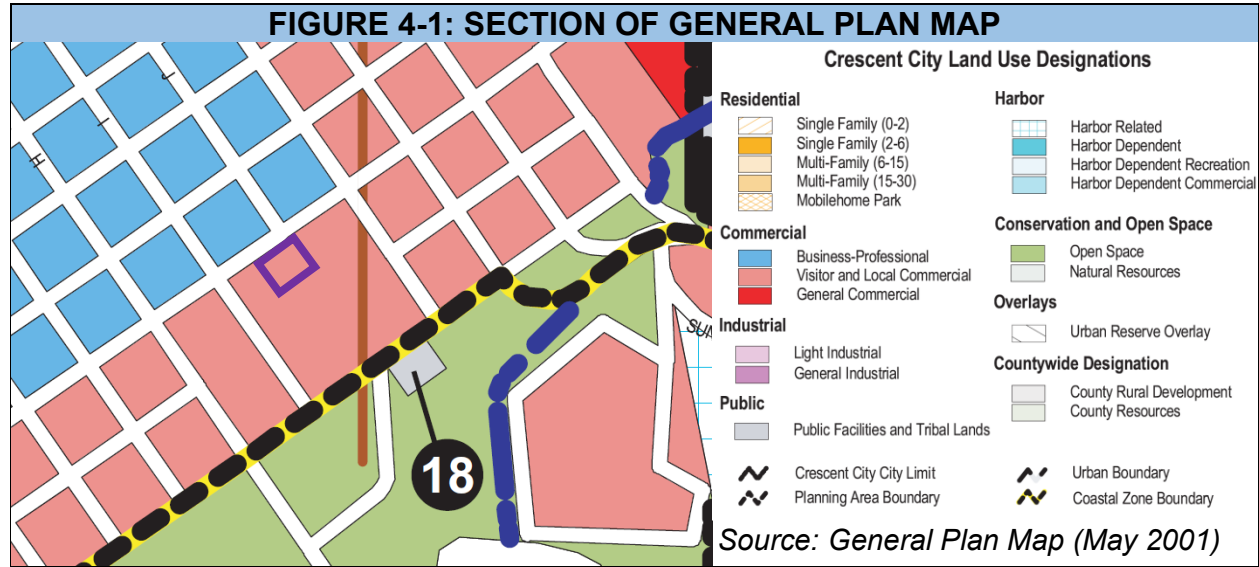 FIGURE 4-1: SECTION OF GENERAL PLAN MAP
J
I
H
18
SUN
Crescent City Land Use Designations
Residential
Single Family (0-2)
Single Family (2-6)
Multi-Family (6-15)
Multi-Family (15-30)
Mobilehome Park
Commercial
Business-Professional
Visitor and Local Commercial
General Commercial
Industrial
Light Industrial
General Industrial
Public
Public Facilities and Tribal Lands
Crescent City City Limit
Planning Area Boundary
Harbor
Harbor Related
Harbor Dependent
Harbor Dependent Recreation
Harbor Dependent Commercial
Conservation and Open Space
Open Space
Natural Resources
Overlays
Urban Reserve Overlay
Countywide Designation
County Rural Development
County Resources
Urban Boundary
Coastal Zone Boundary
Source: General Plan Map (May 2001)